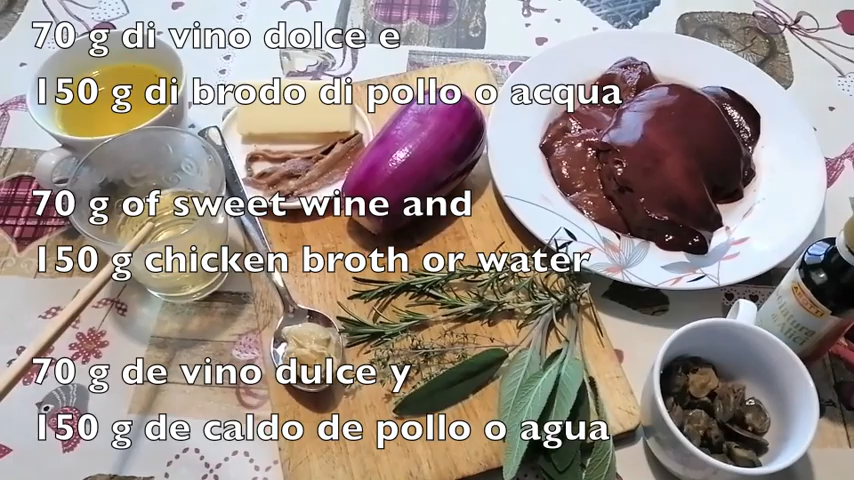 70 g di vino dolce e
150 g di brodo di pollo o acqua
70 g of sweet wine and
150 g chicken broth or water
70 g de vino dulce y
150 g de caldo de pollo o agua